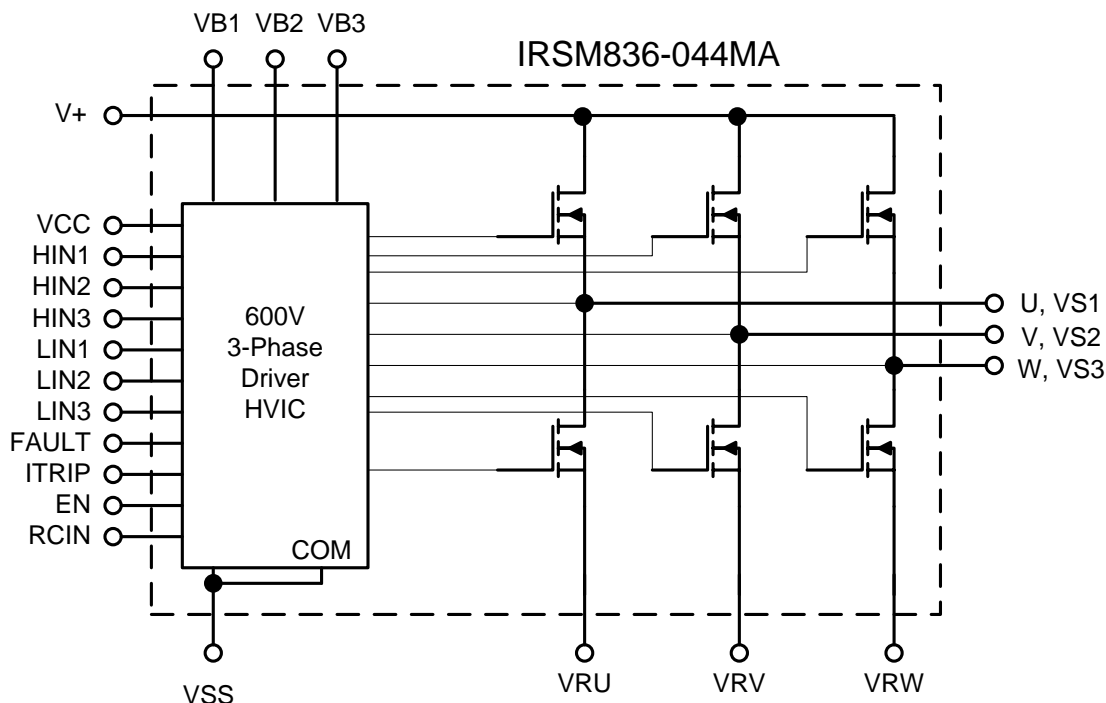 VB1 VB2 VB3
IRSM836-044MA
V+
VCC
HIN1
HIN2
HIN3
LIN1
LIN2
LIN3
FAULT
ITRIP
EN
RCIN
600V
3-Phase
Driver
HVIC
COM
U, VS1
V, VS2
W, VS3
VSS
VRU
VRV
VRW